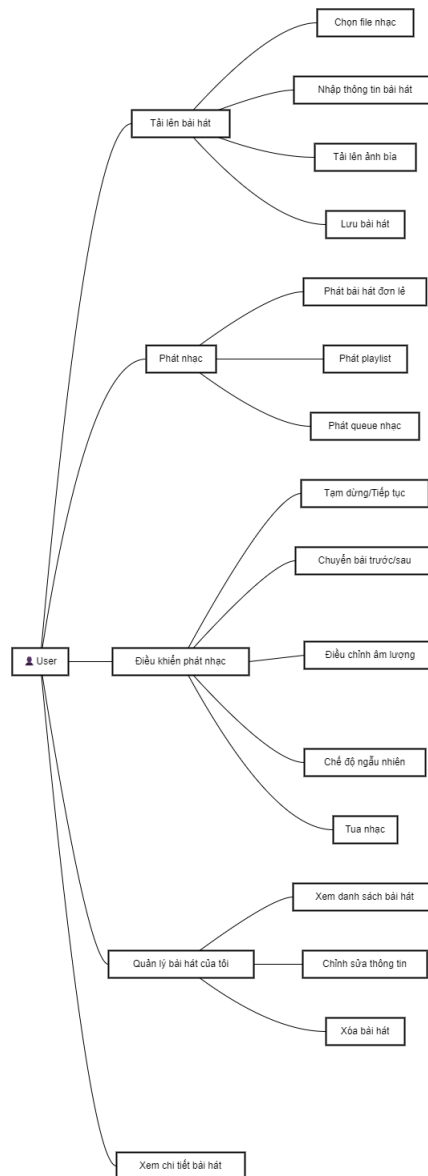 Chọn file nhạc
Nhập thông tin bài hát
Tải lên bài hát
Tải lên ảnh bìa
Lưu bài hát
Phát bài hát đơn lẻ
Phát nhạc
Phát playlist
Phát queue nhạc
Tạm dừng/Tiếp tục
Chuyển bài trước/sau
User
Điều khiển phát nhạc
Điều chỉnh âm lượng
Chế độ ngẫu nhiên
Tua nhạc
Xem danh sách bài hát
Quản lý bài hát của tôi
Chỉnh sửa thông tin
Xóa bài hát
Xem chi tiết bài hát